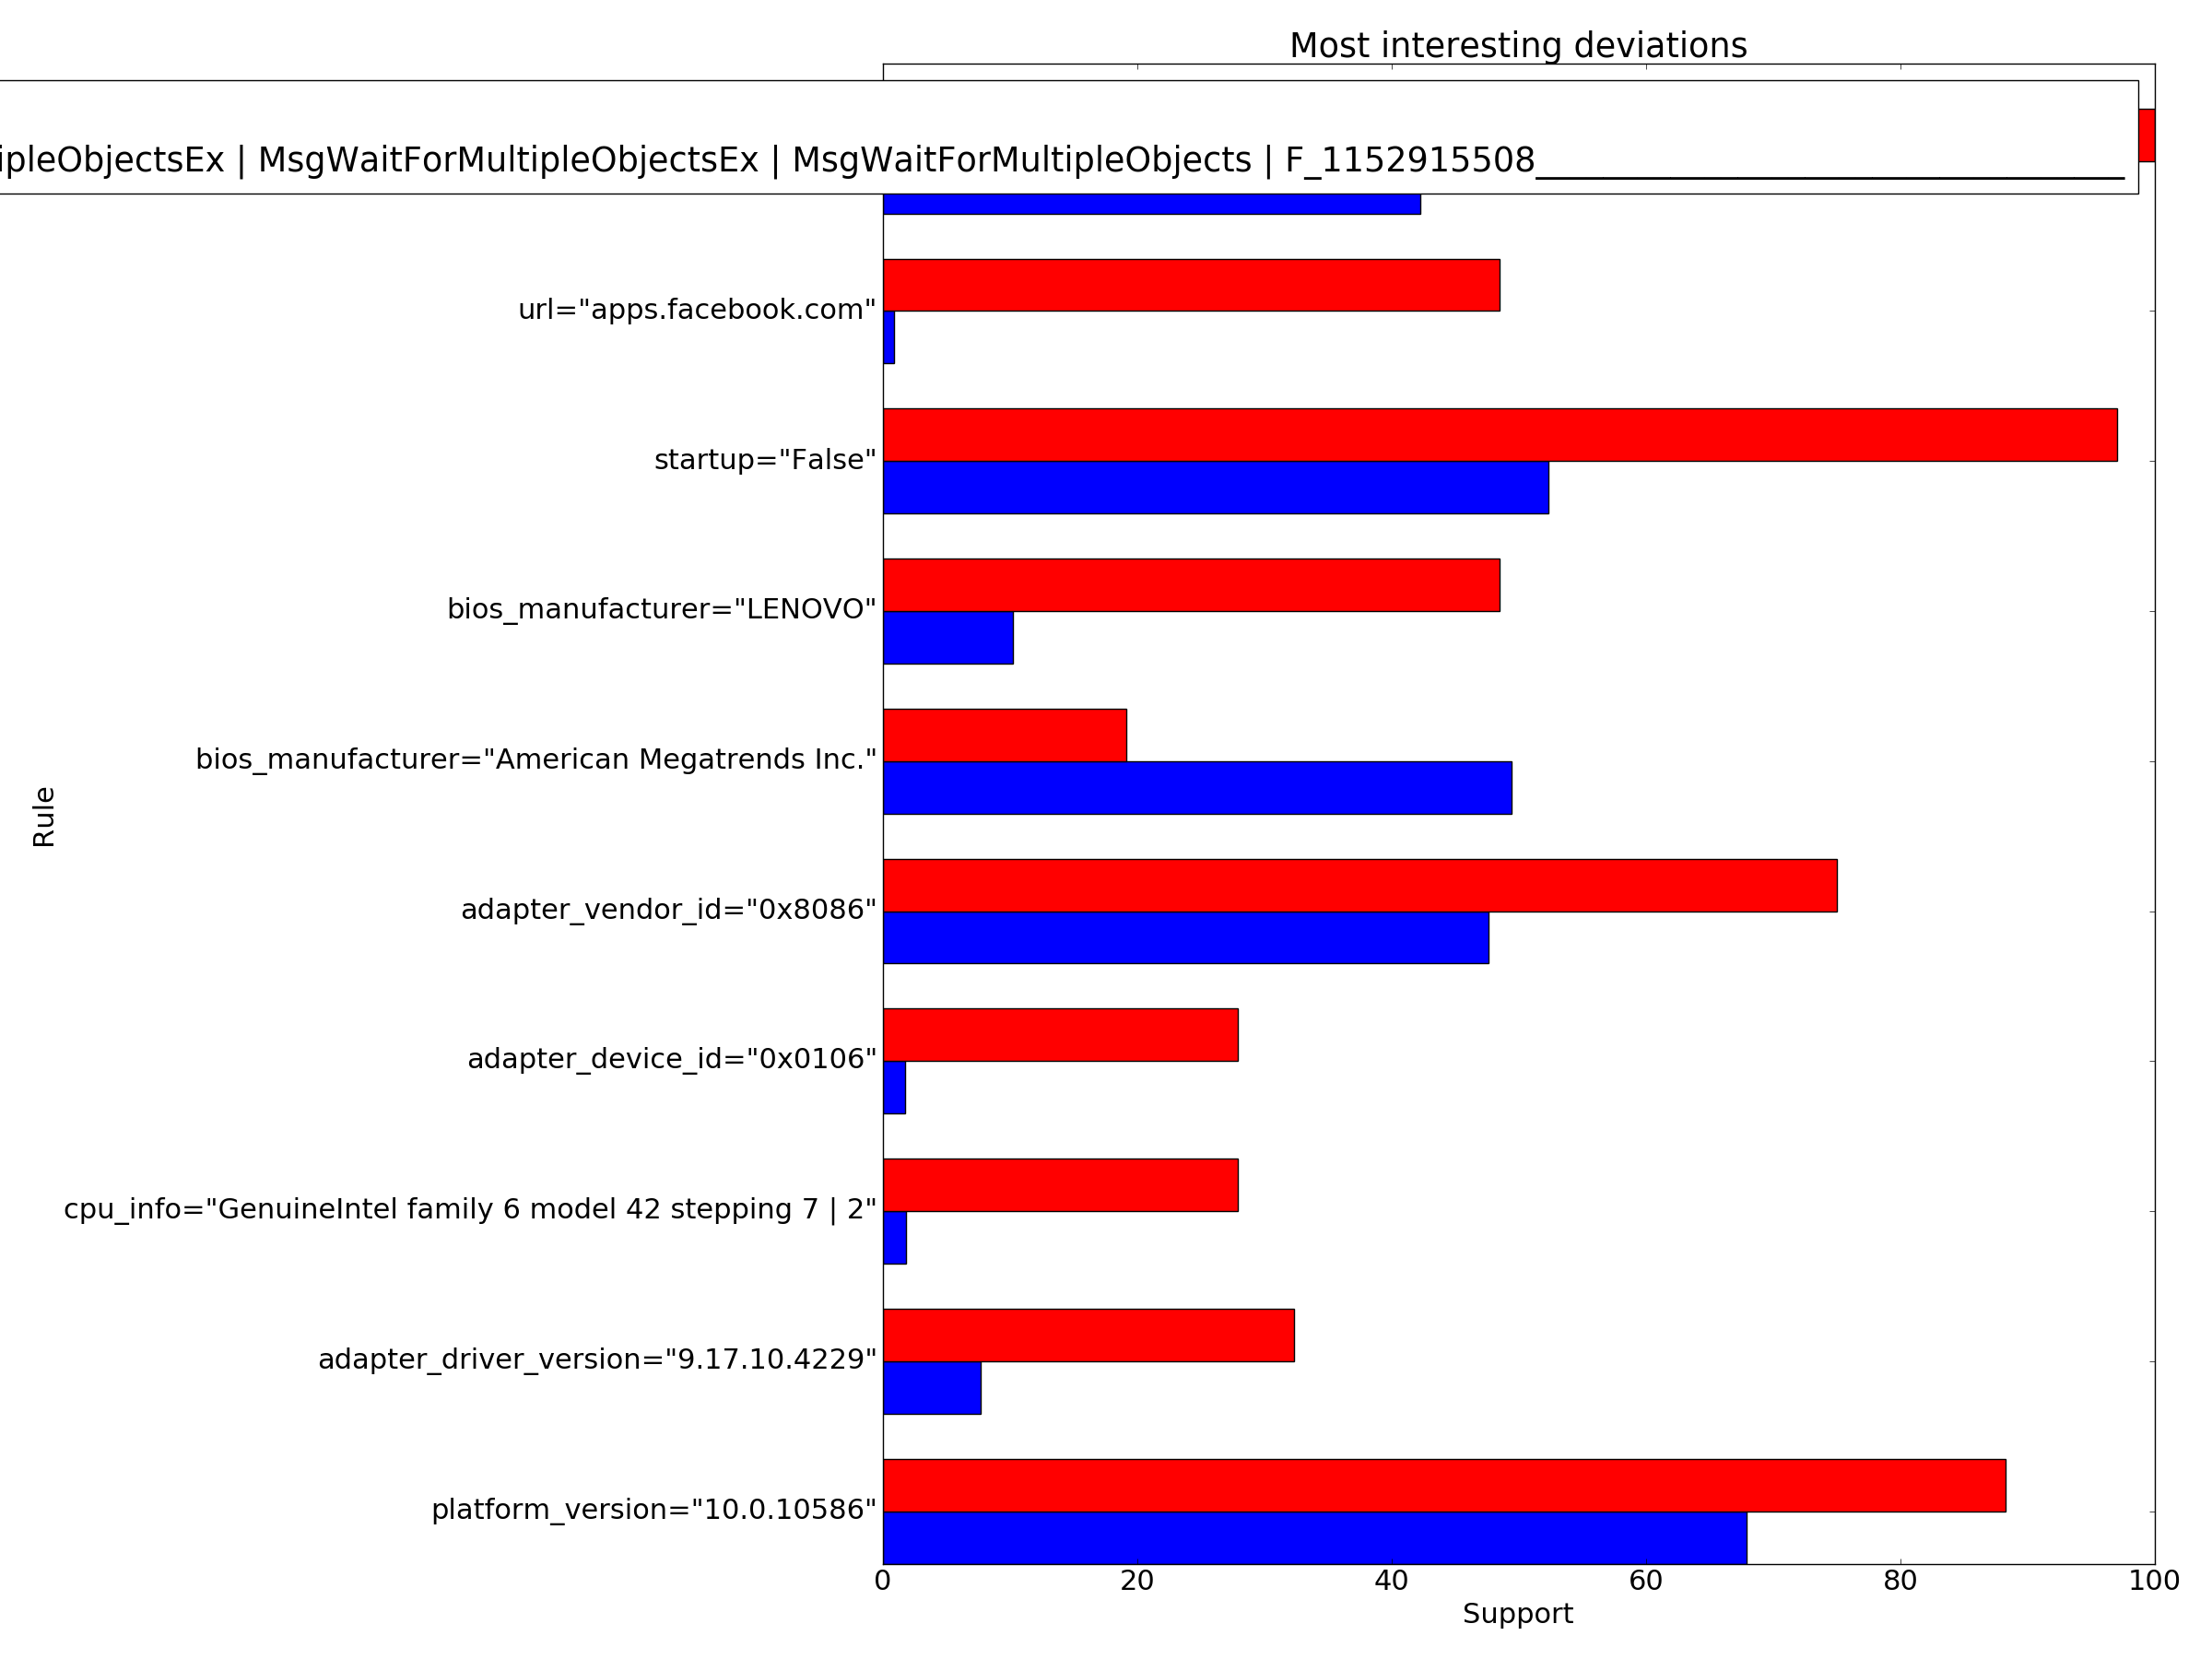 Most interesting deviations
ipleObjectsEx | MsgWaitForMultipleObjectsEx | MsgWaitForMultipleObjects | F_1152915508___________________________________
url="apps.facebook.com"
startup="False"
bios_manufacturer="LENOVO"
bios_manufacturer="American Megatrends Inc."
Rule
adapter_vendor_id="0x8086"
adapter_device_id="0x0106"
cpu_info="GenuineIntel family 6 model 42 stepping 7 | 2"
adapter_driver_version="9.17.10.4229"
platform_version="10.0.10586"
0 20 40 60 80 100
Support